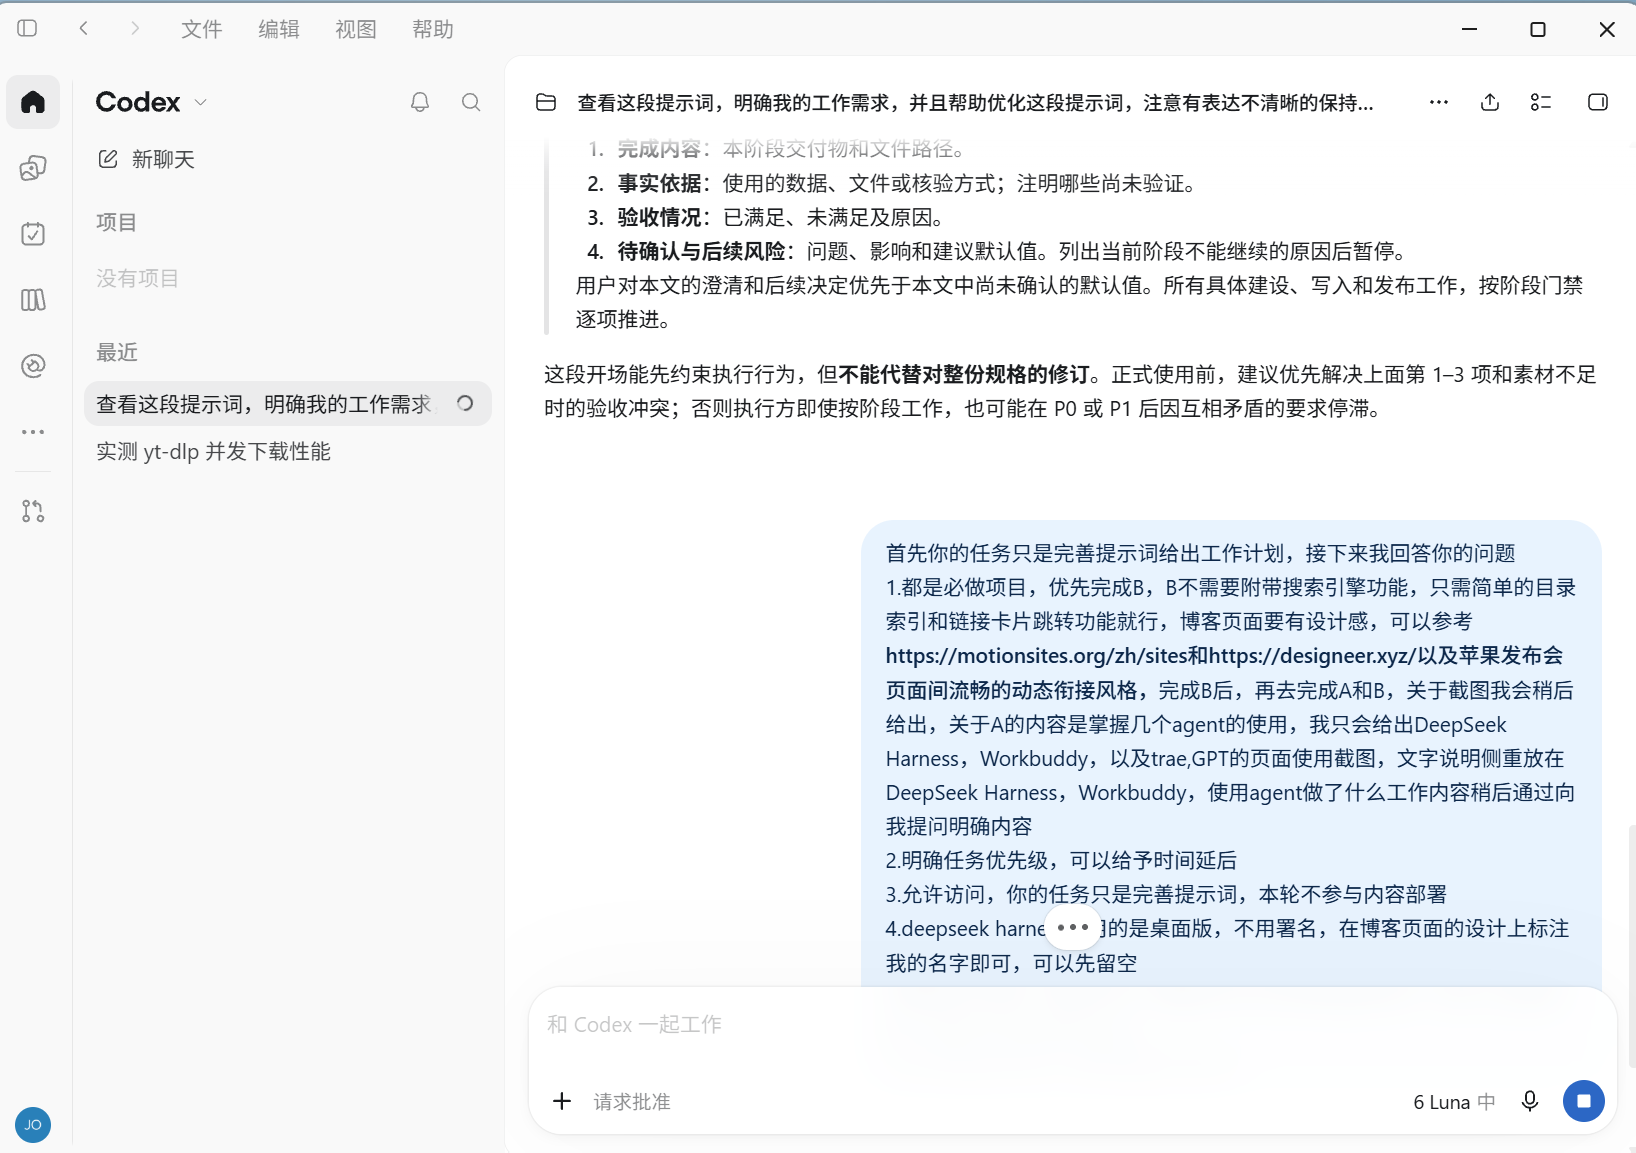 文件 编辑 视图 帮助
Codex
新聊天
项目
没有项目
最近
查看这段提示词，明确我的工作需求
实测 yt-dlp 并发下载性能
JO
查看这段提示词，明确我的工作需求，并且帮助优化这段提示词，注意有表达不清晰的保持...
1. 完成内容：本阶段交付物和文件路径。
2. 事实依据：使用的数据、文件或核验方式；注明哪些尚未验证。
3. 验收情况：已满足、未满足及原因。
4. 待确认与后续风险：问题、影响和建议默认值。列出当前阶段不能继续的原因后暂停。
用户对本文的澄清和后续决定优先于本文中尚未确认的默认值。所有具体建设、写入和发布工作，按阶段门禁
逐项推进。
这段开场能先约束执行行为，但不能代替对整份规格的修订。正式使用前，建议优先解决上面第 1–3 项和素材不足
时的验收冲突；否则执行方即使按阶段工作，也可能在 P0 或 P1 后因互相矛盾的要求停滞。
首先你的任务只是完善提示词给出工作计划，接下来我回答你的问题
1.都是必做项目，优先完成B，B不需要附带搜索引擎功能，只需简单的目录
索引和链接卡片跳转功能就行，博客页面要有设计感，可以参考
https://motionsites.org/zh/sites和https://designeer.xyz/以及苹果发布会
页面间流畅的动态衔接风格，完成B后，再去完成A和B，关于截图我会稍后
给出，关于A的内容是掌握几个agent的使用，我只会给出DeepSeek
Harness，Workbuddy，以及trae,GPT的页面使用截图，文字说明侧重放在
DeepSeek Harness，Workbuddy，使用agent做了什么工作内容稍后通过向
我提问明确内容
2.明确任务优先级，可以给予时间延后
3.允许访问，你的任务只是完善提示词，本轮不参与内容部署
4.deepseek harne 的是桌面版，不用署名，在博客页面的设计上标注
我的名字即可，可以先留空
和 Codex 一起工作
请求批准
6 Luna 中